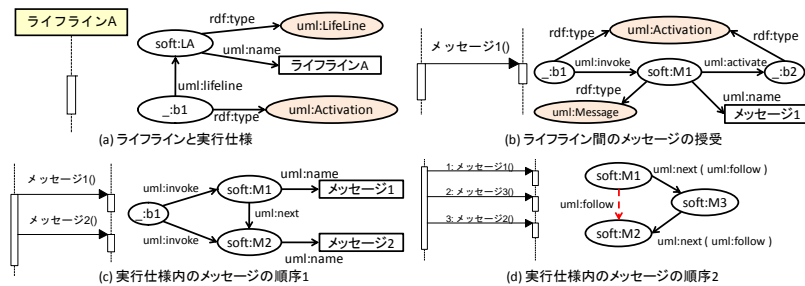 ライフラインA
soft:LA
rdf:type
uml:LifeLine
uml:name
ライフラインA
uml:lifeline
_:b1
rdf:type
uml:Activation
(a) ライフラインと実行仕様
メッセージ1()
rdf:type
uml:Activation
rdf:type
_:b1
uml:invoke
soft:M1
uml:activate
_:b2
rdf:type
uml:Message
uml:name
メッセージ1
(b) ライフライン間のメッセージの授受
メッセージ1()
メッセージ2()
_:b1
uml:invoke
uml:invoke
soft:M1
uml:name
メッセージ1
uml:next
soft:M2
uml:name
メッセージ2
(c) 実行仕様内のメッセージの順序1
1: メッセージ1()
2: メッセージ3()
3: メッセージ2()
soft:M1
uml:next ( uml:follow )
uml:follow
soft:M3
soft:M2
uml:next ( uml:follow )
(d) 実行仕様内のメッセージの順序2